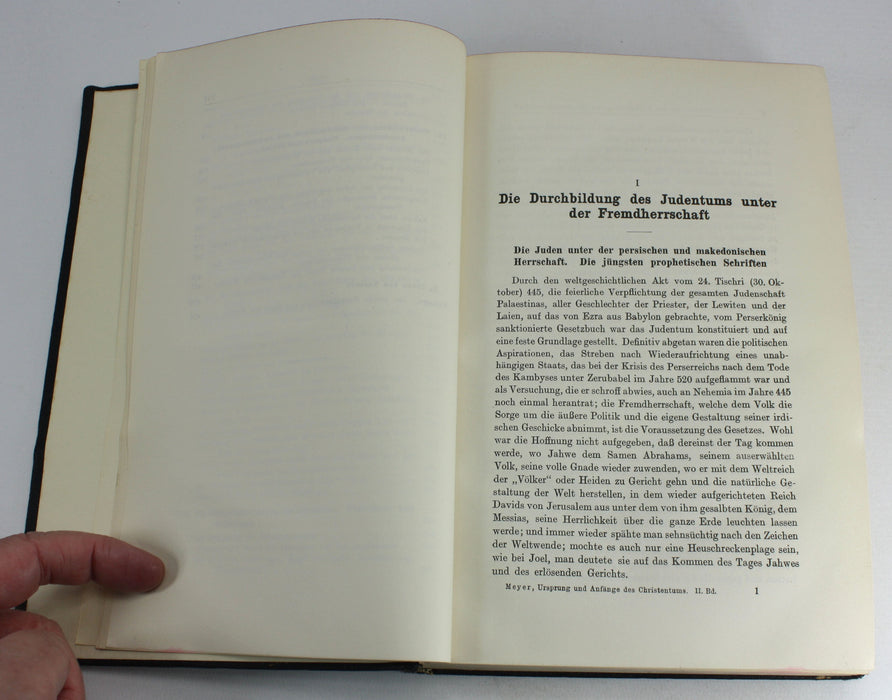 I
Die Durchbildung des Judentums unter
der Fremdherrschaft
Die Juden unter der persischen und makedonischen
Herrschaft. Die jüngsten prophetischen Schriften
Durch den weltgeschichtlichen Akt vom 24. Tischri (30. Ok-
tober) 445, die feierliche Verpflichtung der gesamten Judenschaft
Palaestinas, aller Geschlechter der Priester, der Lewiten und der
Laien, auf das von Ezra aus Babylon gebrachte, vom Perserkönig
sanktionierte Gesetzbuch war das Judentum konstituiert und auf
eine feste Grundlage gestellt. Definitiv abgetan waren die politischen
Aspirationen, das Streben nach Wiederaufrichtung eines unab-
hängigen Staats, das bei der Krisis des Perserreichs nach dem Tode
des Kambyses unter Zerubabel im Jahre 520 aufgeflammt war und
als Versuchung, die er schroff abwies, auch an Nehemia im Jahre 445
noch einmal herantrat; die Fremdherrschaft, welche dem Volk die
Sorge um die äußere Politik und die eigene Gestaltung seiner irdi-
schen Geschicke abnimmt, ist die Voraussetzung des Gesetzes. Wohl
war die Hoffnung nicht aufgegeben, daß dereinst der Tag kommen
werde, wo Jahwe dem Samen Abrahams, seinem auserwählten
Volk, seine volle Gnade wieder zuwenden, wo er mit dem Weltreich
der „Völker“ oder Heiden zu Gericht gehn und die natürliche Ge-
staltung der Welt herstellen, in dem wieder aufgerichteten Reich
Davids von Jerusalem aus unter dem von ihm gesalbten König, dem
Messias, seine Herrlichkeit über die ganze Erde leuchten lassen
werde; und immer wieder spähte man sehnsüchtig nach den Zeichen
der Weltwende; mochte es auch nur eine Heuschreckenplage sein,
wie bei Joel, man deutete sie auf das Kommen des Tages Jahwes
und des erlösenden Gerichts.
Meyer, Ursprung und Anfänge des Christentums. II. Bd. 1